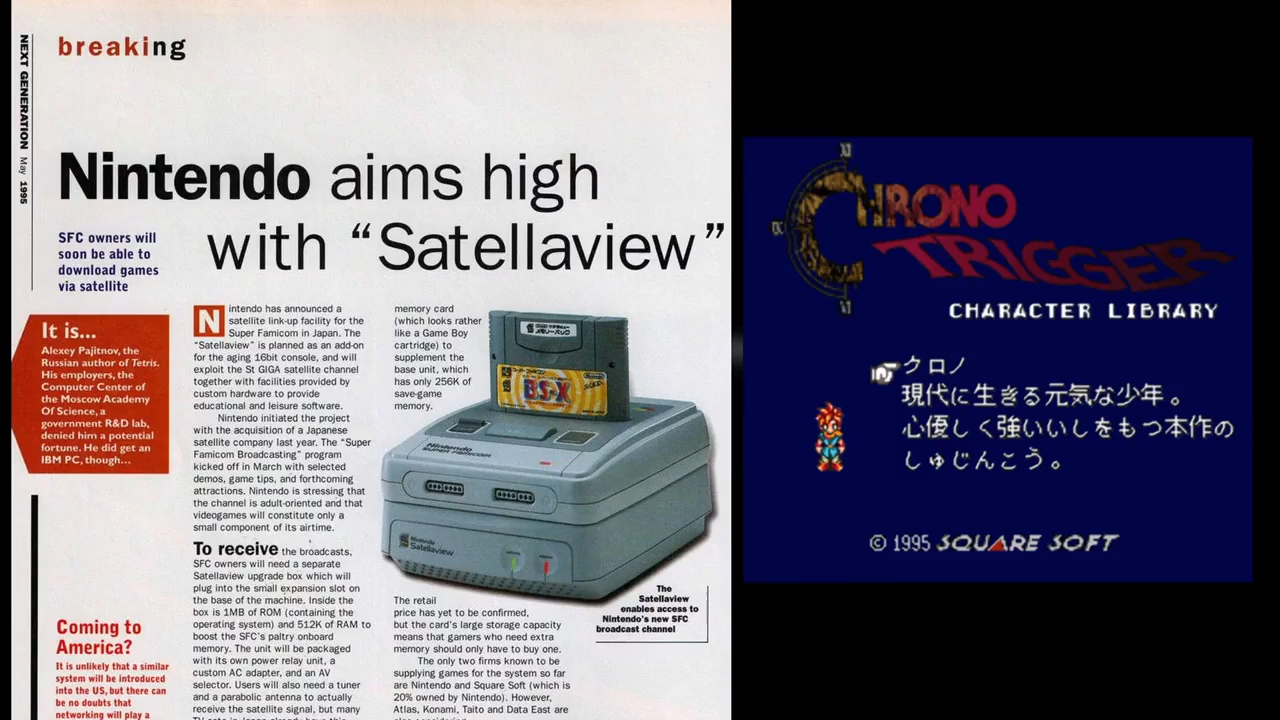 NEXT GENERATION May 1995
breaking
Nintendo aims high
with “Satellaview”
SFC owners will
soon be able to
download games
via satellite
It is...
Alexey Pajitnov, the
Russian author of Tetris.
His employers, the
Computer Center of
the Moscow Academy
Of Science, a
government R&D lab,
denied him a potential
fortune. He did get an
IBM PC, though...
Coming to
America?
It is unlikely that a similar
system will be introduced
into the US, but there can
be no doubts that
networking will play a
Nintendo has announced a
satellite link-up facility for the
Super Famicom in Japan. The
“Satellaview” is planned as an add-on
for the aging 16bit console, and will
exploit the St GIGA satellite channel
together with facilities provided by
custom hardware to provide
educational and leisure software.
Nintendo initiated the project
with the acquisition of a Japanese
satellite company last year. The “Super
Famicom Broadcasting” program
kicked off in March with selected
demos, game tips, and forthcoming
attractions. Nintendo is stressing that
the channel is adult-oriented and that
videogames will constitute only a
small component of its airtime.
To receive the broadcasts,
SFC owners will need a separate
Satellaview upgrade box which will
plug into the small expansion slot on
the base of the machine. Inside the
box is 1MB of ROM (containing the
operating system) and 512K of RAM to
boost the SFC's paltry onboard
memory. The unit will be packaged
with its own power relay unit, a
custom AC adapter, and an AV
selector. Users will also need a tuner
and a parabolic antenna to actually
receive the satellite signal, but many
memory card
(which looks rather
like a Game Boy
cartridge) to
supplement the
base unit, which
has only 256K of
save-game
memory.
メモリーパック
BS-X
Nintendo
SUPER FAMICOM
Nintendo
Satellaview
The
Satellaview
enables access to
Nintendo's new SFC
broadcast channel
The retail
price has yet to be confirmed,
but the card's large storage capacity
means that gamers who need extra
memory should only have to buy one.
The only two firms known to be
supplying games for the system so far
are Nintendo and Square Soft (which is
20% owned by Nintendo). However,
Atlas, Konami, Taito and Data East are
CHRONO
TRIGGER
CHARACTER LIBRARY
クロノ
現代に生きる元気な少年。
心優しく強いいしをもつ本作の
しゅじんこう。
© 1995 SQUARE SOFT